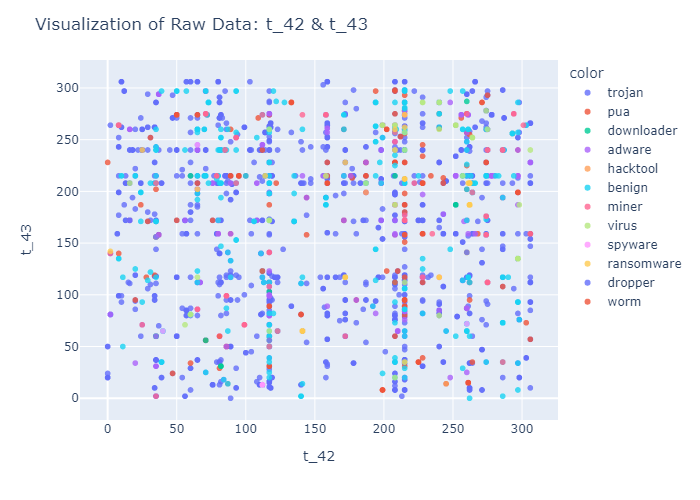 Visualization of Raw Data: t_42 & t_43
color
trojan
pua
downloader
adware
hacktool
benign
miner
virus
spyware
ransomware
dropper
worm
t_43
300
250
200
150
100
50
0
0 50 100 150 200 250 300
t_42